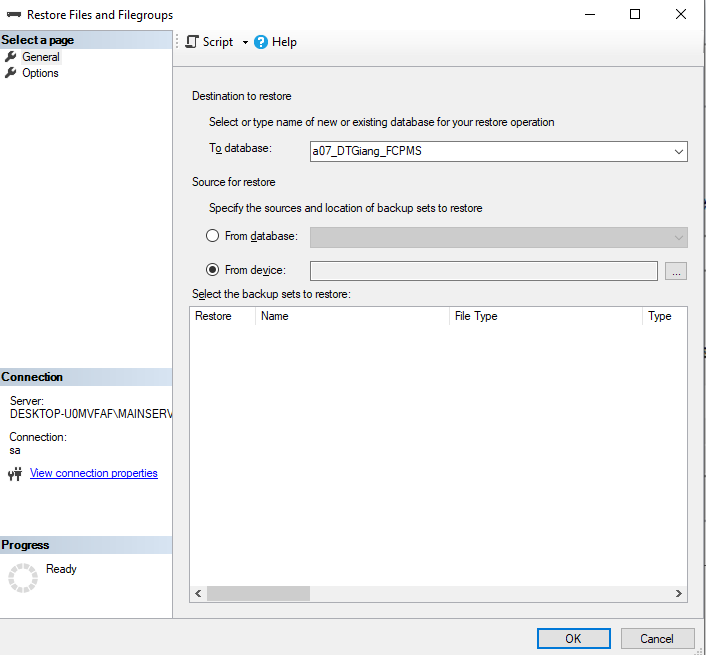 Restore Files and Filegroups
Select a page
General
Options
Script
Help
Destination to restore
Select or type name of new or existing database for your restore operation
To database:
a07_DTGiang_FCPMS
Source for restore
Specify the sources and location of backup sets to restore
From database:
From device:
...
Select the backup sets to restore:
Restore Name File Type Type
Connection
Server:
DESKTOP-U0MVFAF\MAINSERV
Connection:
sa
View connection properties
Progress
Ready
OK Cancel